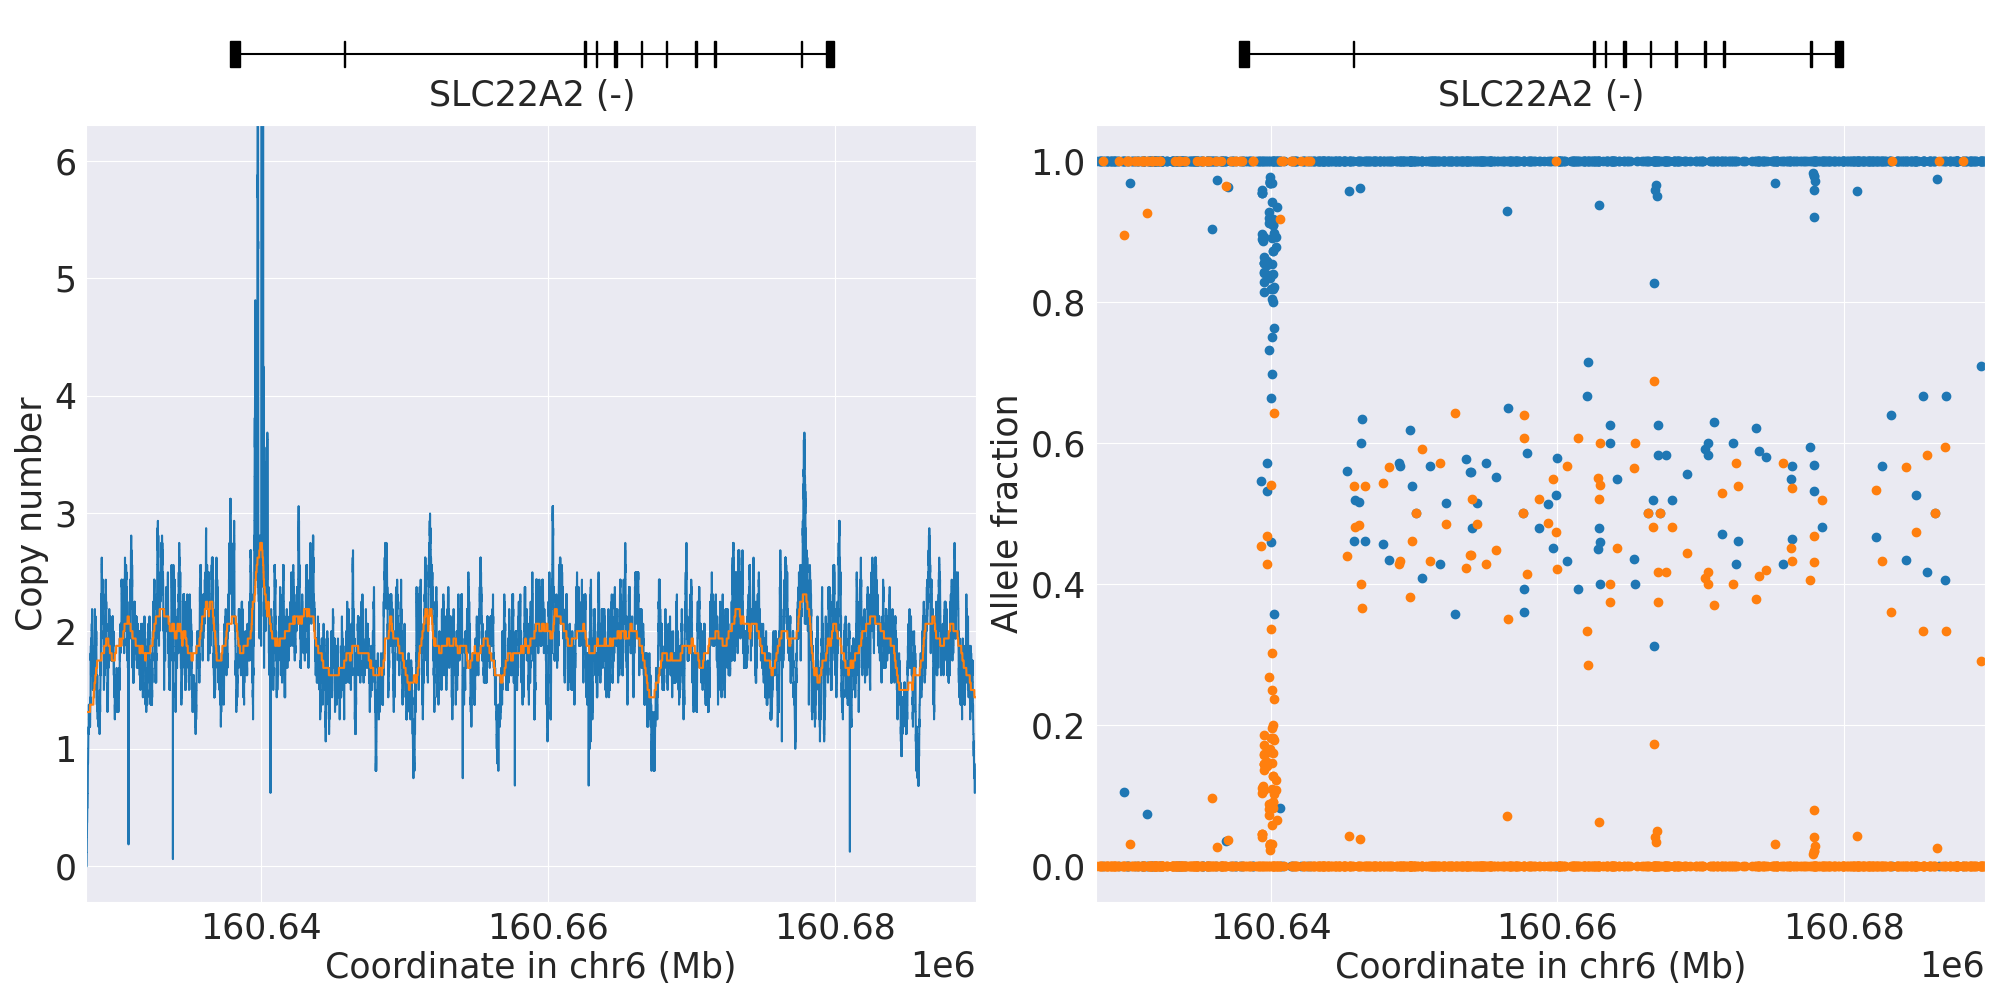 SLC22A2 (-)
6
5
4
3
2
1
0
Copy number
160.64
160.66
160.68
Coordinate in chr6 (Mb)
1e6
SLC22A2 (-)
1.0
0.8
0.6
0.4
0.2
0.0
Allele fraction
160.64
160.66
160.68
Coordinate in chr6 (Mb)
1e6